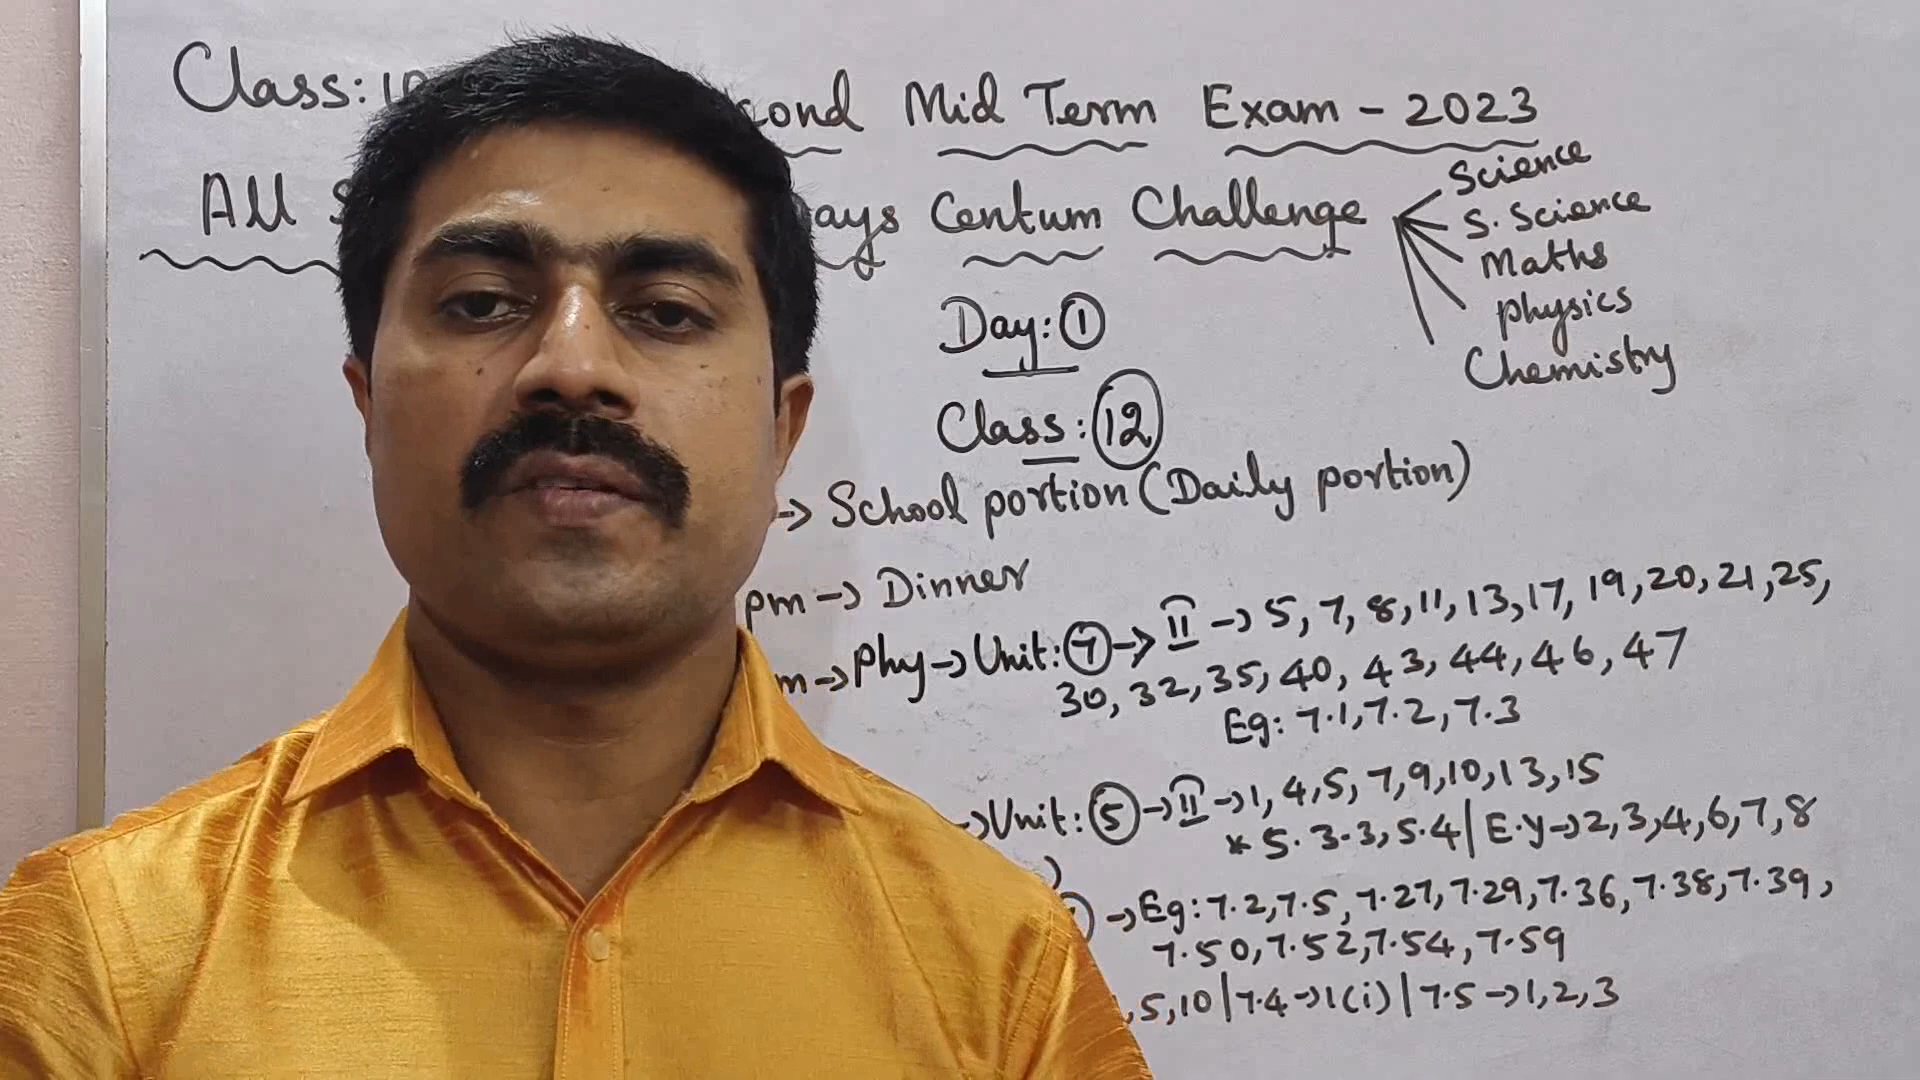 Class: 10 cond Mid Term Exam - 2023
All S ays Centum Challenge
Science
S. Science
Maths
Physics
Chemistry
Day: 1
Class: 12
-> School portion (Daily portion)
pm -> Dinner
m -> Phy -> Unit: 7 -> II -> 5, 7, 8, 11, 13, 17, 19, 20, 21, 25,
30, 32, 35, 40, 43, 44, 46, 47
Eg: 7.1, 7.2, 7.3
-> Unit: 5 -> II -> 1, 4, 5, 7, 9, 10, 13, 15
* 5.3.3, 5.4 | E.y -> 2, 3, 4, 6, 7, 8
) -> Eg: 7.2, 7.5, 7.27, 7.29, 7.36, 7.38, 7.39,
7.50, 7.52, 7.54, 7.59
, 5, 10 | 7.4 -> 1(i) | 7.5 -> 1, 2, 3